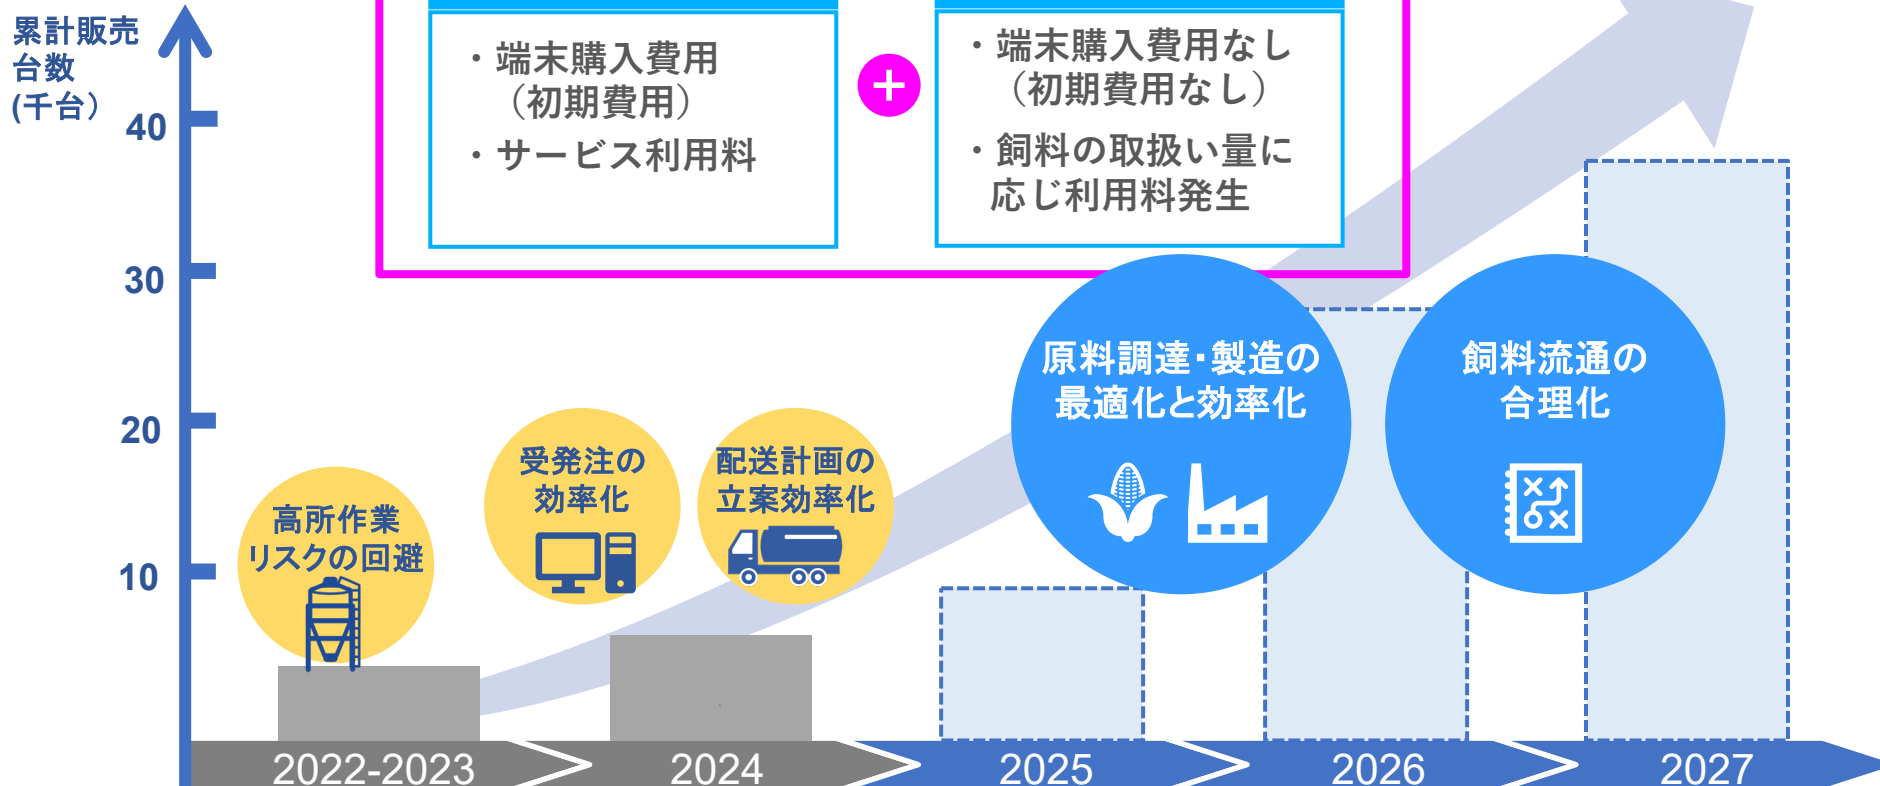 累計販売
台数
(千台）
40
30
20
10
・端末購入費用
（初期費用）
・サービス利用料
+
・端末購入費用なし
（初期費用なし）
・飼料の取扱い量に
応じ利用料発生
高所作業
リスクの回避
受発注の
効率化
配送計画の
立案効率化
原料調達・製造の
最適化と効率化
飼料流通の
合理化
2022-2023
2024
2025
2026
2027